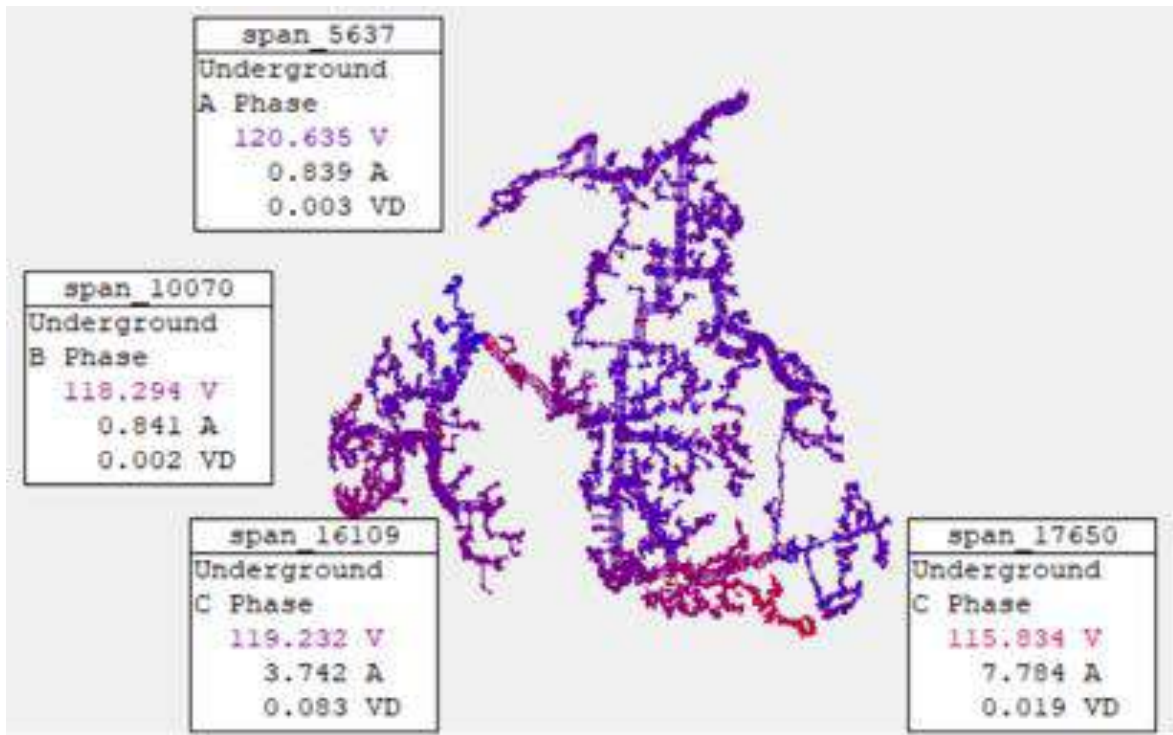 span_5637
Underground
A Phase
120.635 V
0.839 A
0.003 VD
span_10070
Underground
B Phase
118.294 V
0.841 A
0.002 VD
span_16109
Underground
C Phase
119.232 V
3.742 A
0.083 VD
span_17650
Underground
C Phase
115.834 V
7.784 A
0.019 VD